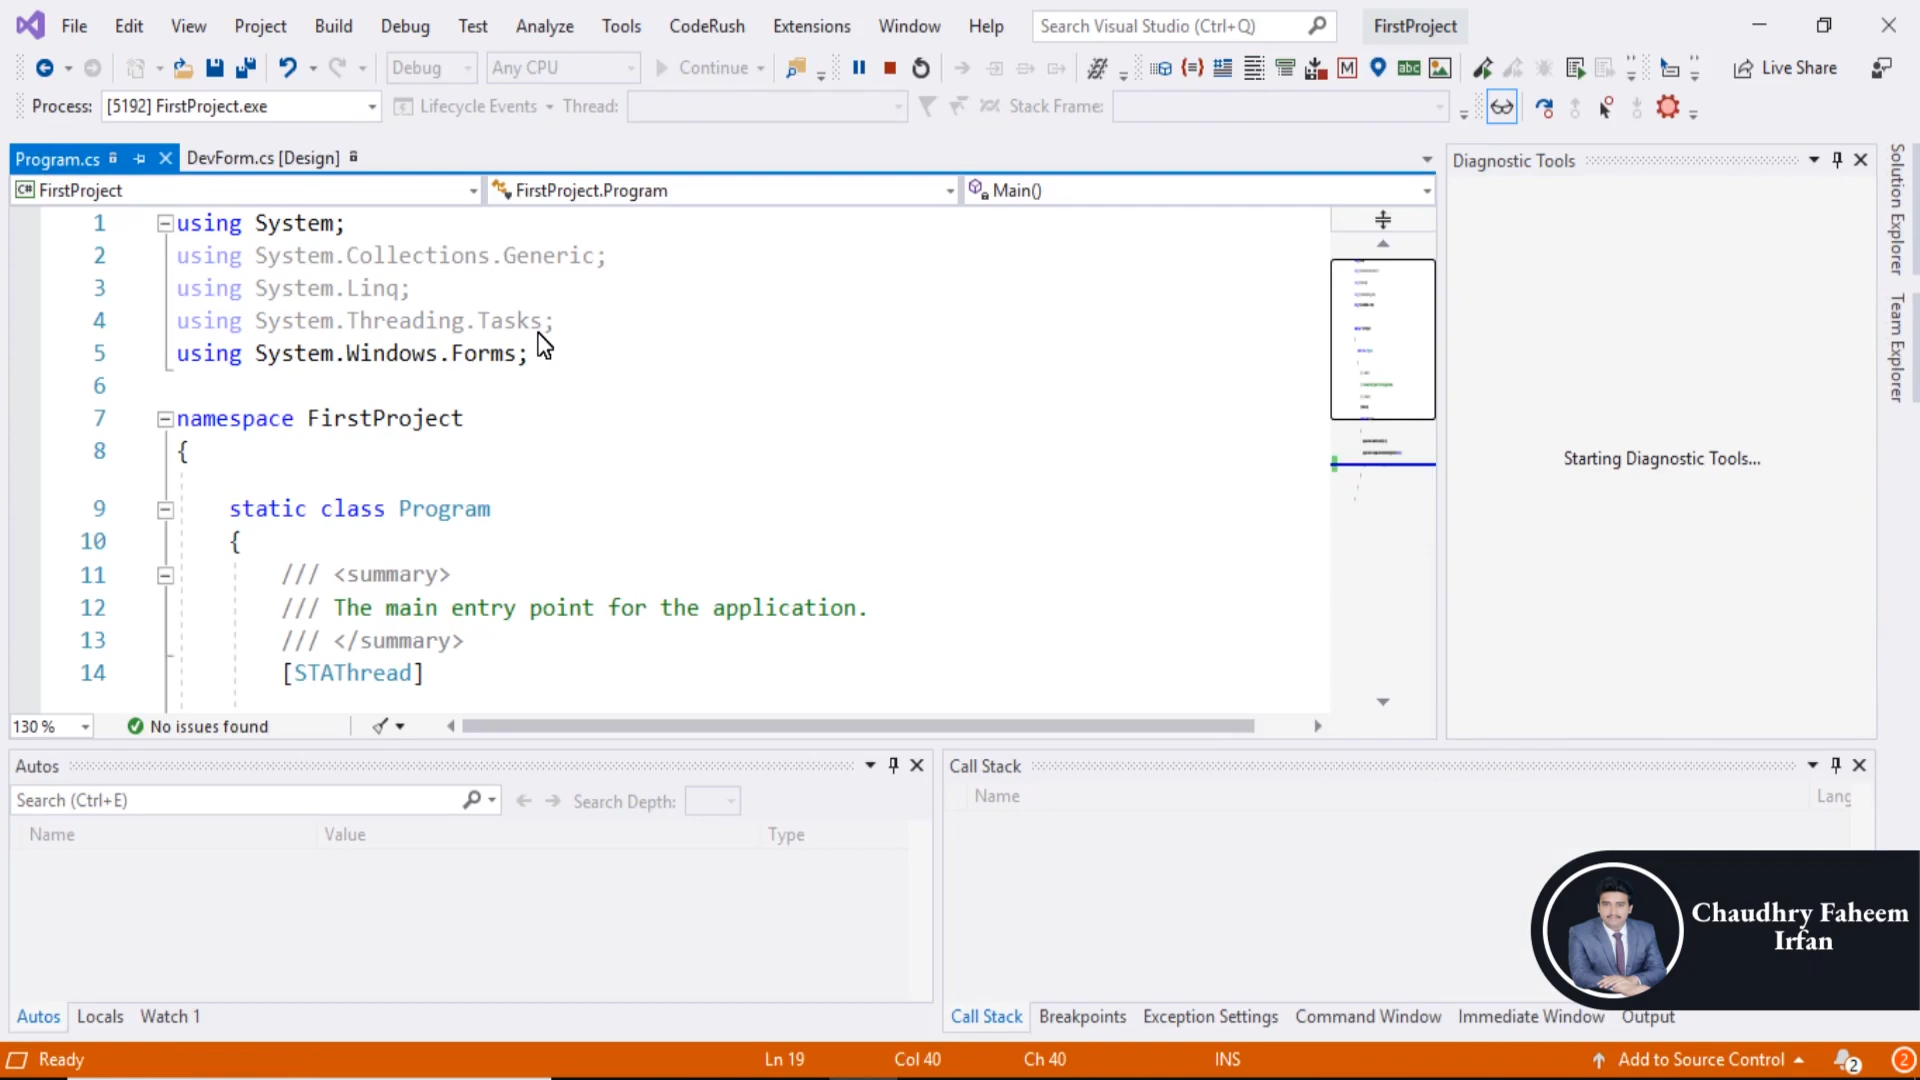 File Edit View Project Build Debug Test Analyze Tools CodeRush Extensions Window Help Search Visual Studio (Ctrl+Q) FirstProject
Debug Any CPU Continue Live Share
Process: [5192] FirstProject.exe Lifecycle Events Thread: Stack Frame:
Program.cs DevForm.cs [Design] Diagnostic Tools
C# FirstProject FirstProject.Program Main()
1 using System;
2 using System.Collections.Generic;
3 using System.Linq;
4 using System.Threading.Tasks;
5 using System.Windows.Forms;
6
7 namespace FirstProject
8 {
9 static class Program
10 {
11 /// <summary>
12 /// The main entry point for the application.
13 /// </summary>
14 [STAThread]
Starting Diagnostic Tools...
Solution Explorer
Team Explorer
130 % No issues found
Autos
Search (Ctrl+E) Search Depth:
Name Value Type
Autos Locals Watch 1
Call Stack
Name Lang
Chaudhry Faheem
Irfan
Call Stack Breakpoints Exception Settings Command Window Immediate Window Output
Ready Ln 19 Col 40 Ch 40 INS Add to Source Control 2 2